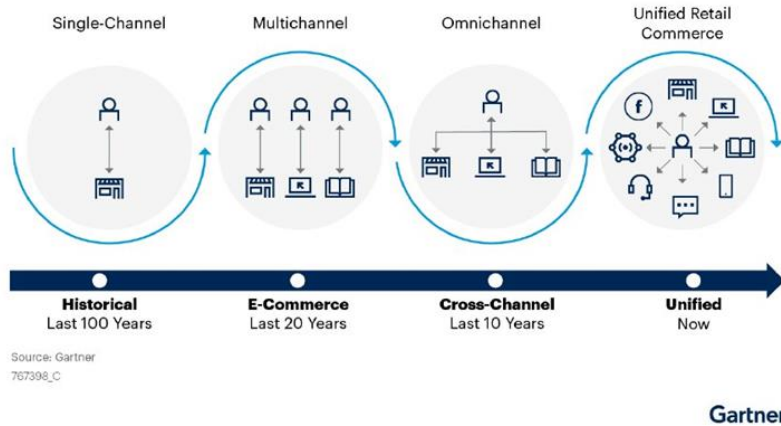 Single-Channel
Multichannel
Omnichannel
Unified Retail
Commerce
f
Historical
Last 100 Years
E-Commerce
Last 20 Years
Cross-Channel
Last 10 Years
Unified
Now
Source: Gartner
767398_C
Gartner